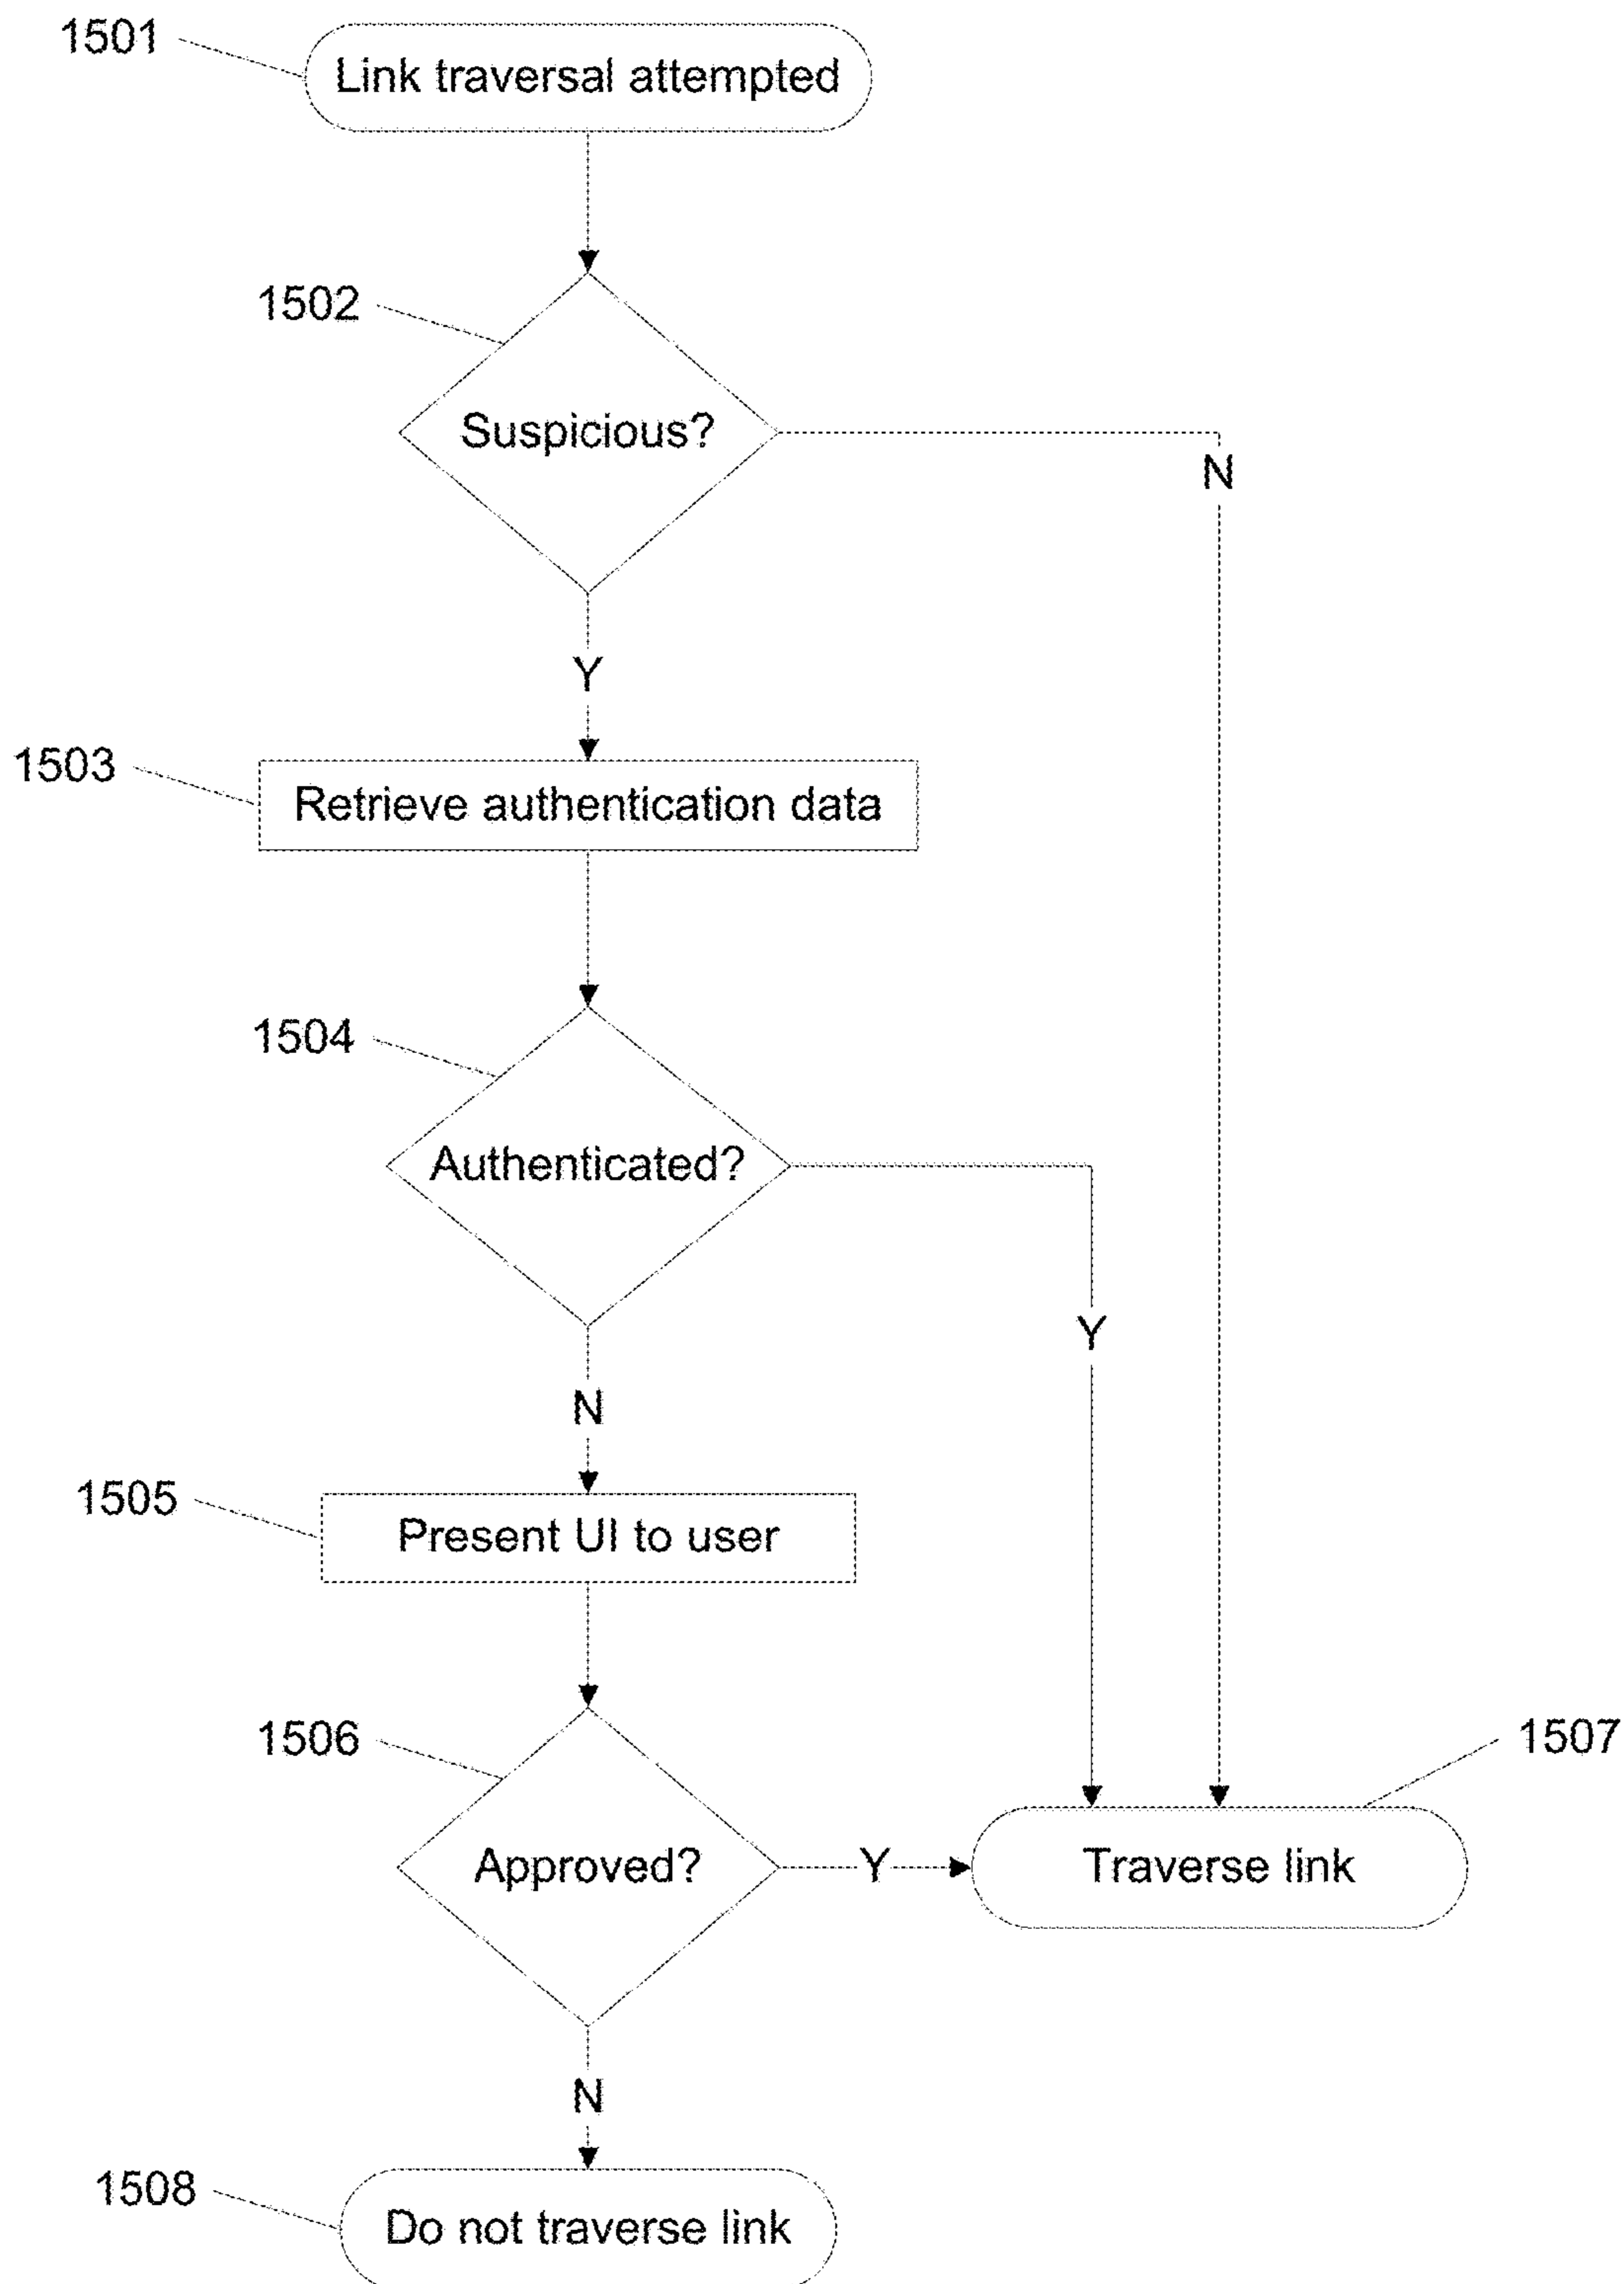 1501
Link traversal attempted
1502
Suspicious?
N
Y
1503
Retrieve authentication data
1504
Authenticated?
Y
N
1505
Present UI to user
1506
1507
Approved?
Y
Traverse link
N
1508
Do not traverse link